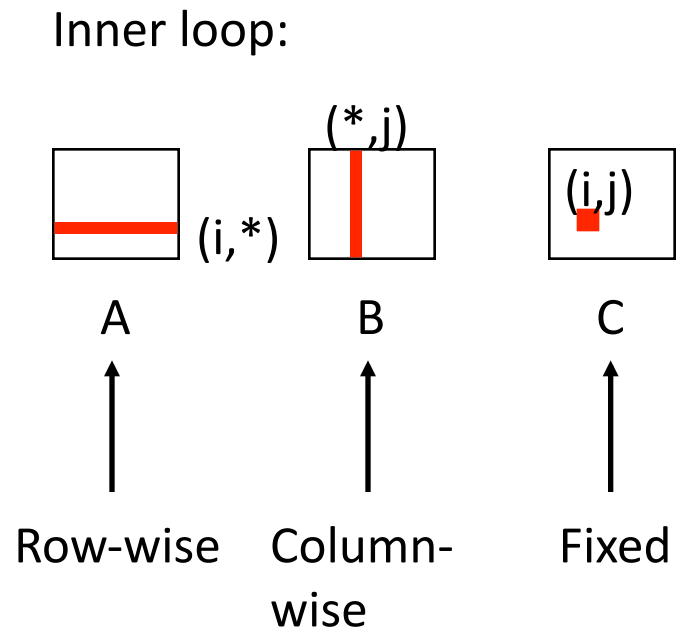 Inner loop:
(*,j)
(i,*)
(i,j)
A
B
C
Row-wise
Column-
wise
Fixed